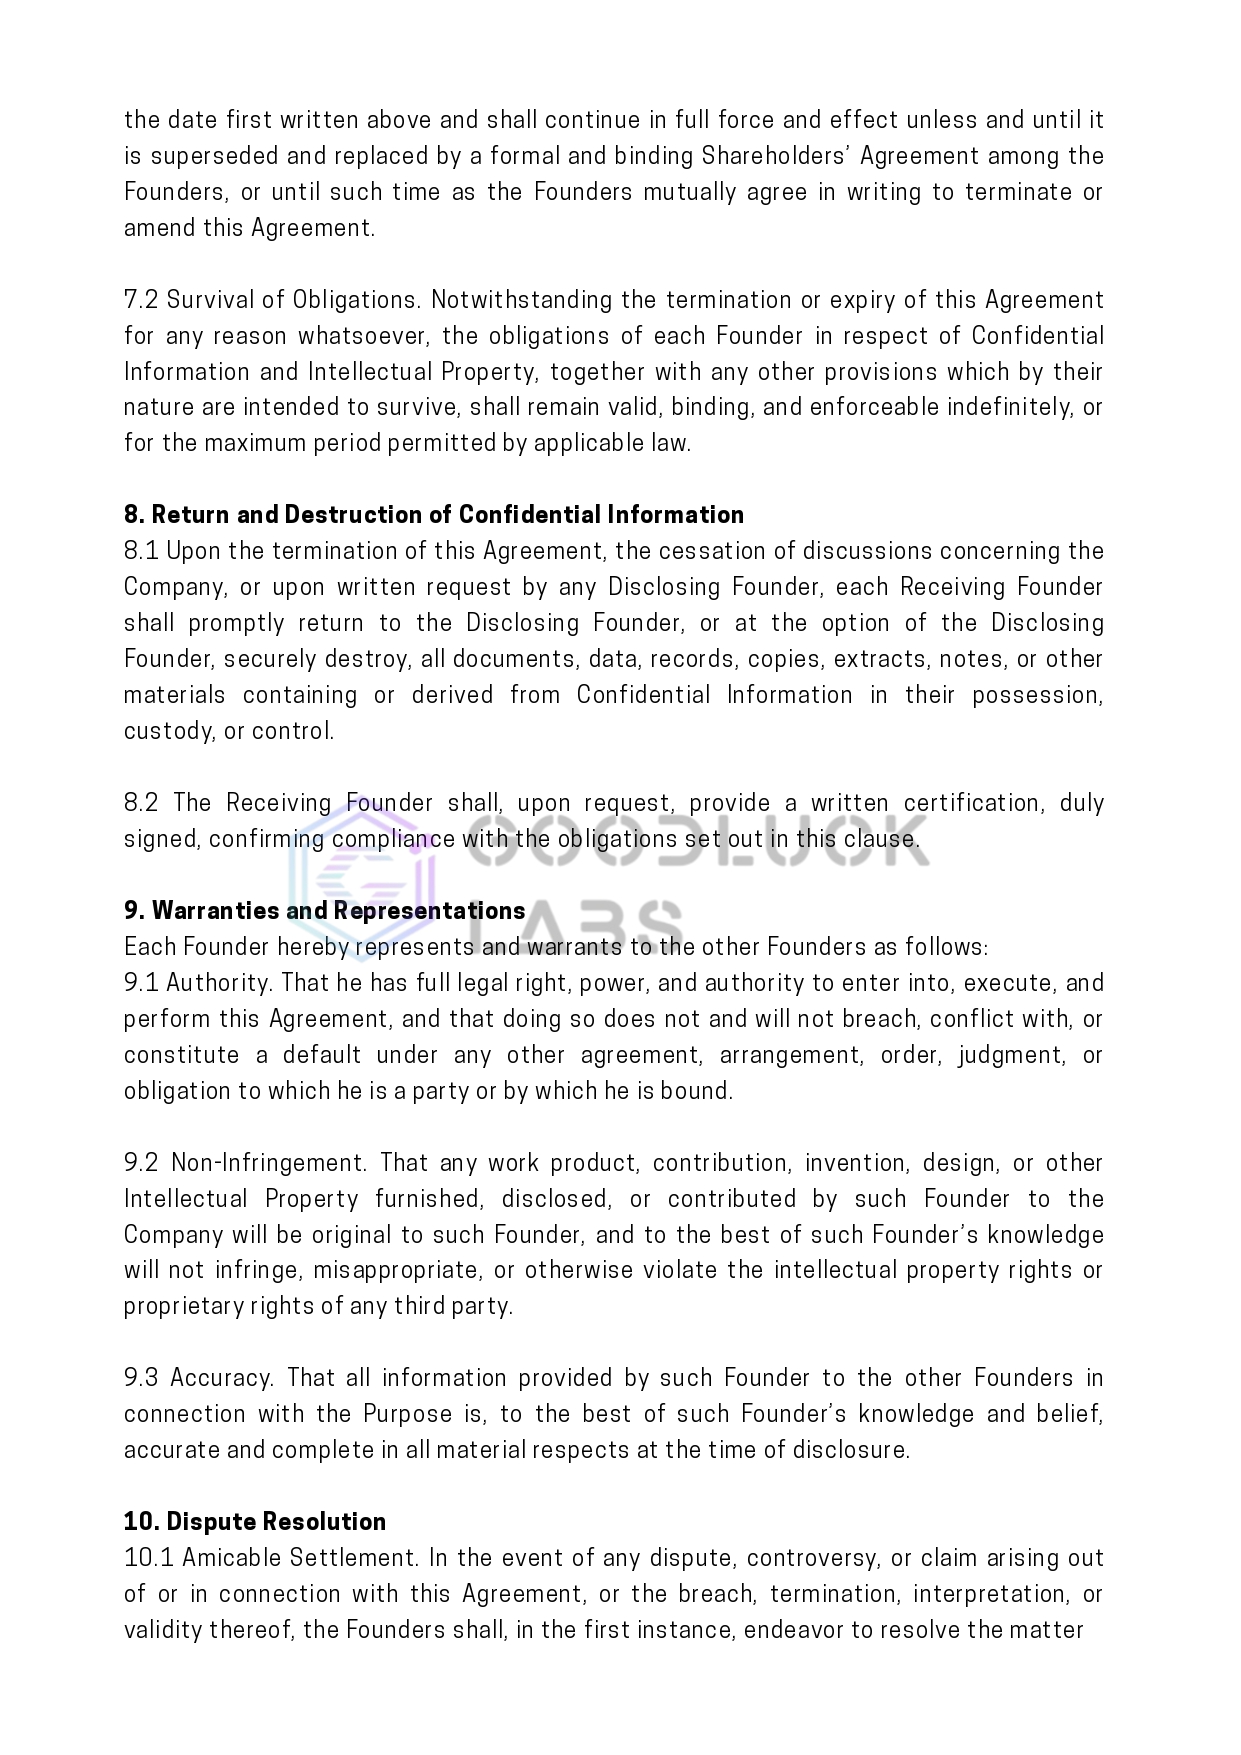 the date first written above and shall continue in full force and effect unless and until it
is superseded and replaced by a formal and binding Shareholders’ Agreement among the
Founders, or until such time as the Founders mutually agree in writing to terminate or
amend this Agreement.
7.2 Survival of Obligations. Notwithstanding the termination or expiry of this Agreement
for any reason whatsoever, the obligations of each Founder in respect of Confidential
Information and Intellectual Property, together with any other provisions which by their
nature are intended to survive, shall remain valid, binding, and enforceable indefinitely, or
for the maximum period permitted by applicable law.
8. Return and Destruction of Confidential Information
8.1 Upon the termination of this Agreement, the cessation of discussions concerning the
Company, or upon written request by any Disclosing Founder, each Receiving Founder
shall promptly return to the Disclosing Founder, or at the option of the Disclosing
Founder, securely destroy, all documents, data, records, copies, extracts, notes, or other
materials containing or derived from Confidential Information in their possession,
custody, or control.
8.2 The Receiving Founder shall, upon request, provide a written certification, duly
signed, confirming compliance with the obligations set out in this clause.
GOODLUCK
LABS
9. Warranties and Representations
Each Founder hereby represents and warrants to the other Founders as follows:
9.1 Authority. That he has full legal right, power, and authority to enter into, execute, and
perform this Agreement, and that doing so does not and will not breach, conflict with, or
constitute a default under any other agreement, arrangement, order, judgment, or
obligation to which he is a party or by which he is bound.
9.2 Non-Infringement. That any work product, contribution, invention, design, or other
Intellectual Property furnished, disclosed, or contributed by such Founder to the
Company will be original to such Founder, and to the best of such Founder’s knowledge
will not infringe, misappropriate, or otherwise violate the intellectual property rights or
proprietary rights of any third party.
9.3 Accuracy. That all information provided by such Founder to the other Founders in
connection with the Purpose is, to the best of such Founder’s knowledge and belief,
accurate and complete in all material respects at the time of disclosure.
10. Dispute Resolution
10.1 Amicable Settlement. In the event of any dispute, controversy, or claim arising out
of or in connection with this Agreement, or the breach, termination, interpretation, or
validity thereof, the Founders shall, in the first instance, endeavor to resolve the matter